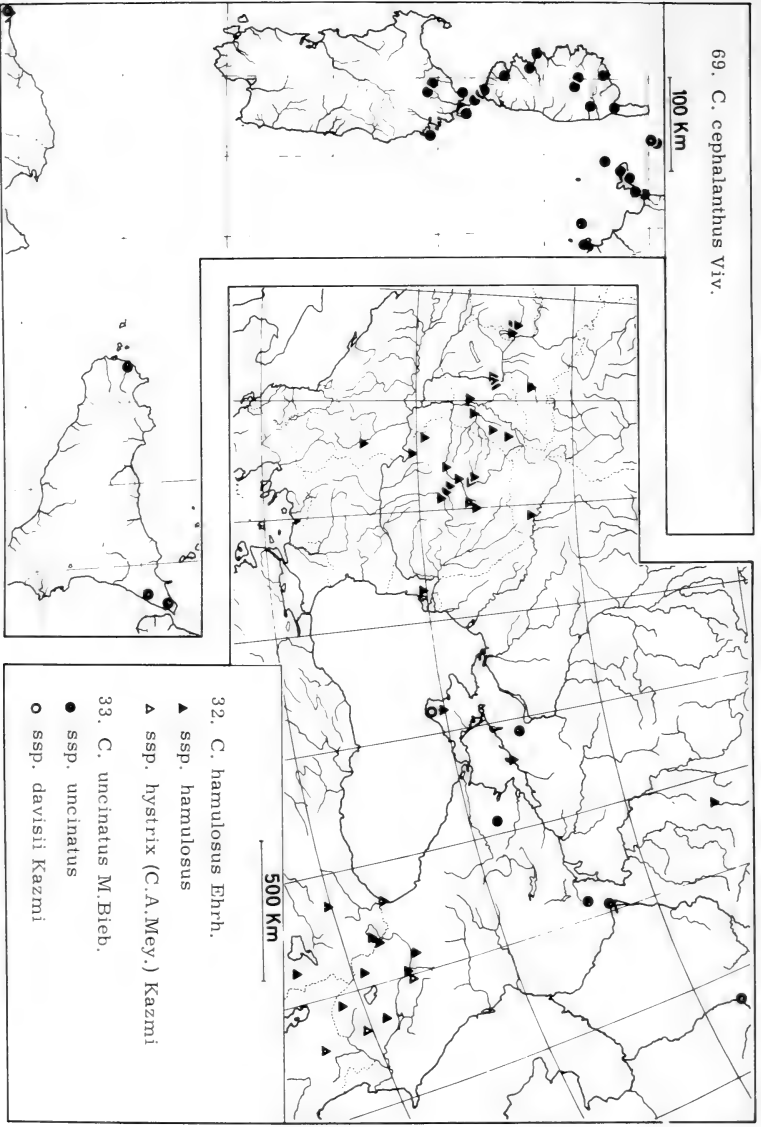 69. C. cephalanthus Viv.
100 Km
32. C. hamulosus Ehrh.
▲ ssp. hamulosus
△ ssp. hystrix (C.A.Mey.) Kazmi
33. C. uncinatus M.Bieb.
● ssp. uncinatus
○ ssp. davisii Kazmi
500 Km